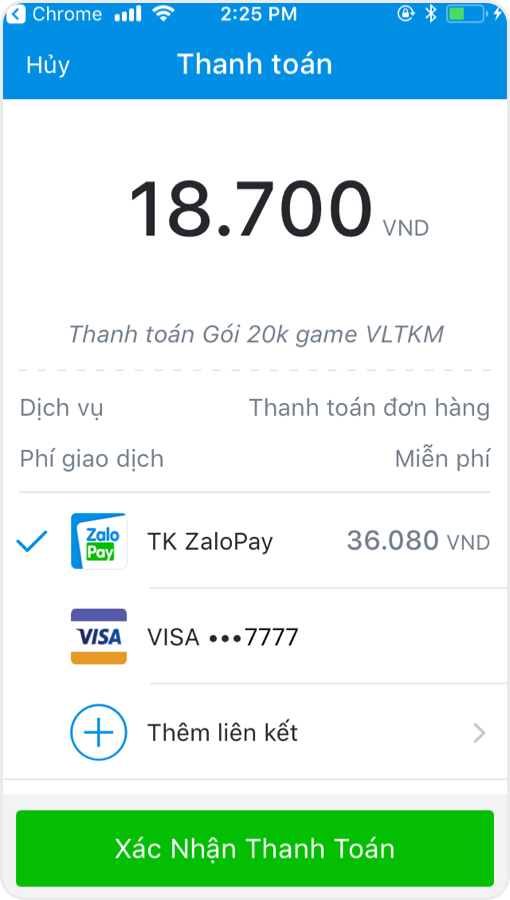 Chrome 2:25 PM
Hủy Thanh toán
18.700 VND
Thanh toán Gói 20k game VLTKM
Dịch vụ Thanh toán đơn hàng
Phí giao dịch Miễn phí
Zalo
Pay
TK ZaloPay 36.080 VND
VISA
VISA •••7777
Thêm liên kết
Xác Nhận Thanh Toán